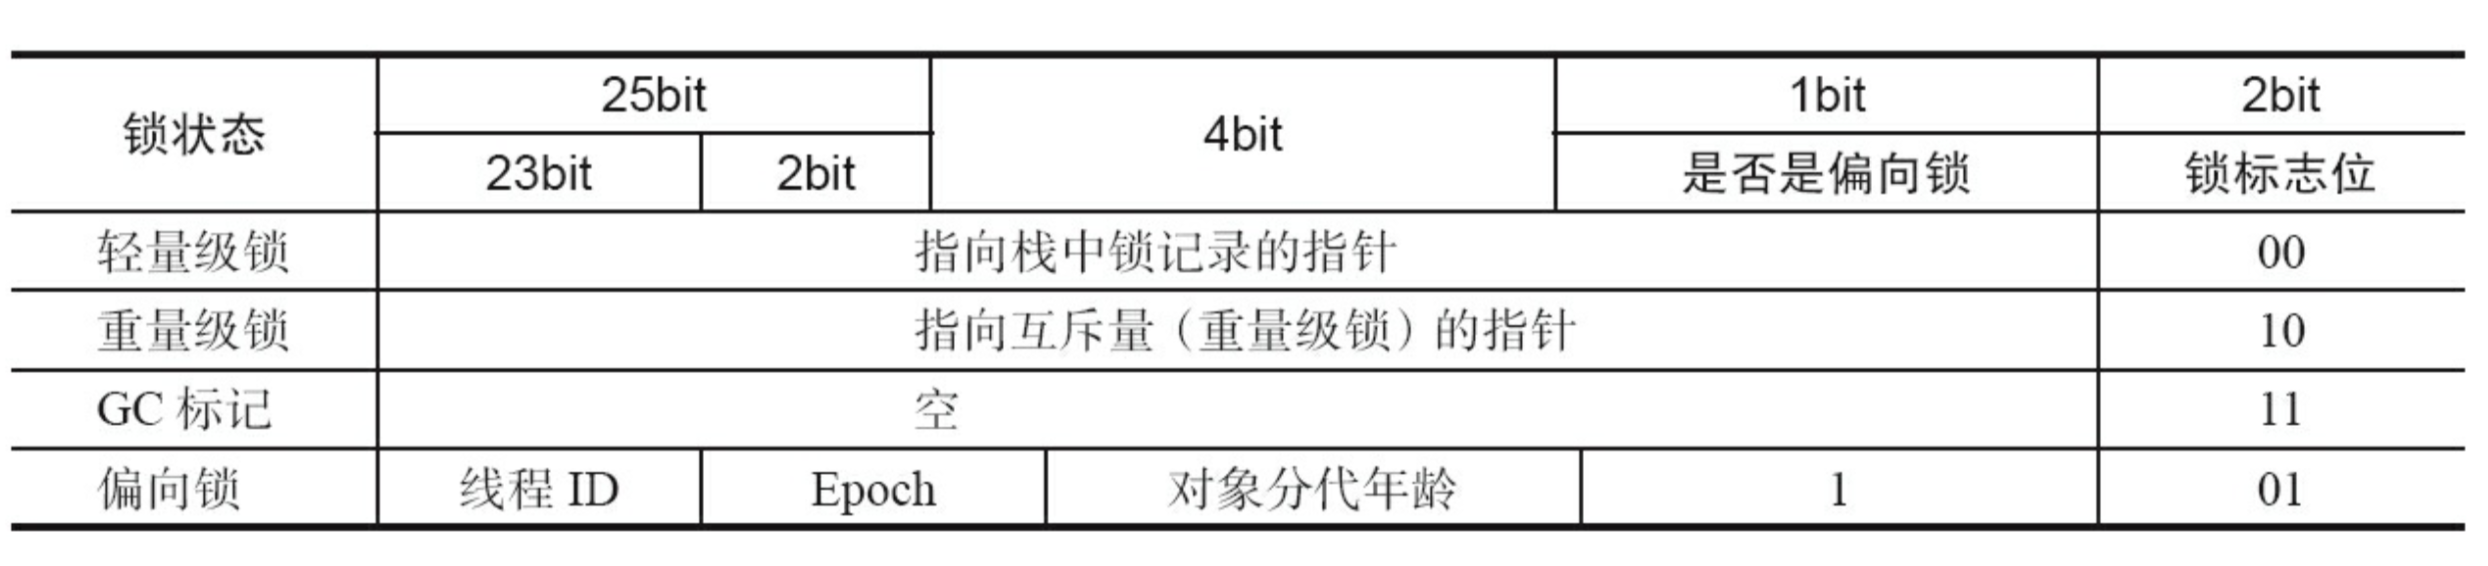 锁状态 25bit 4bit 1bit 2bit
23bit 2bit 是否是偏向锁 锁标志位
轻量级锁 指向栈中锁记录的指针 00
重量级锁 指向互斥量（重量级锁）的指针 10
GC 标记 空 11
偏向锁 线程 ID Epoch 对象分代年龄 1 01